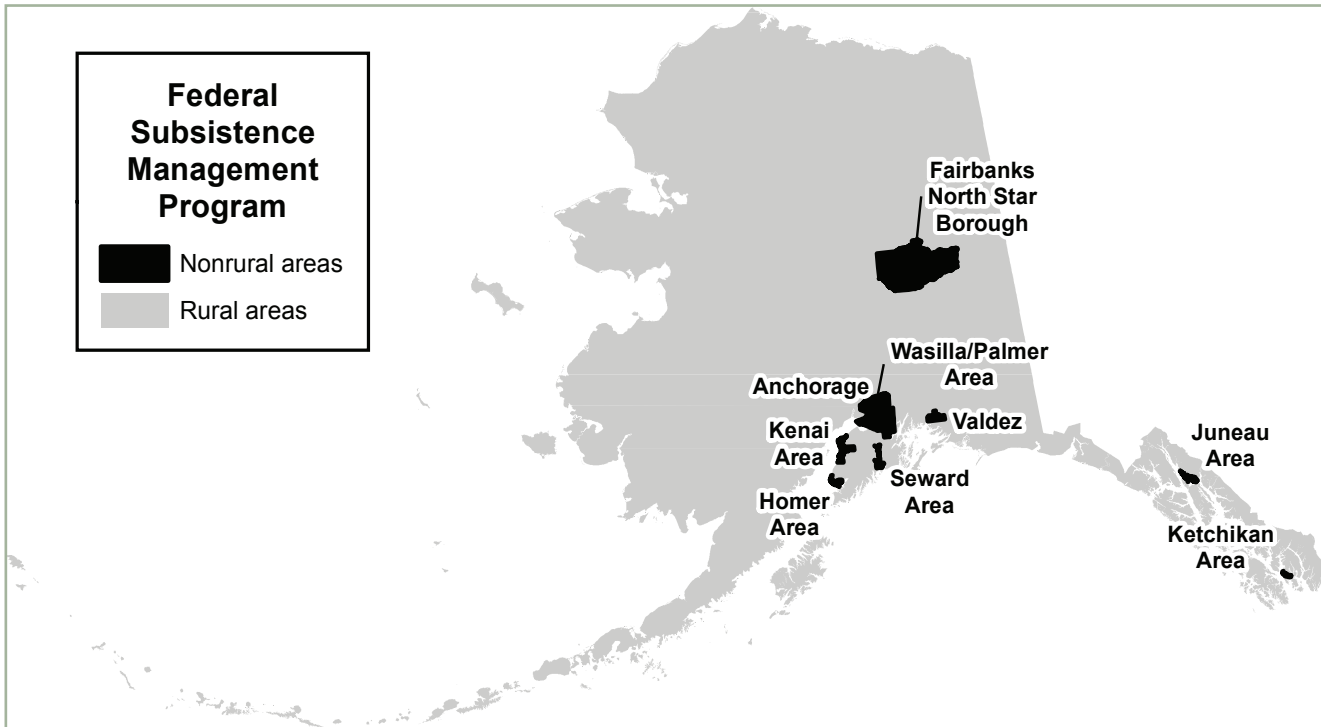 Federal
Subsistence
Management
Program
Nonrural areas
Rural areas
Fairbanks
North Star
Borough
Wasilla/Palmer
Area
Anchorage
Valdez
Kenai
Area
Seward
Area
Homer
Area
Juneau
Area
Ketchikan
Area